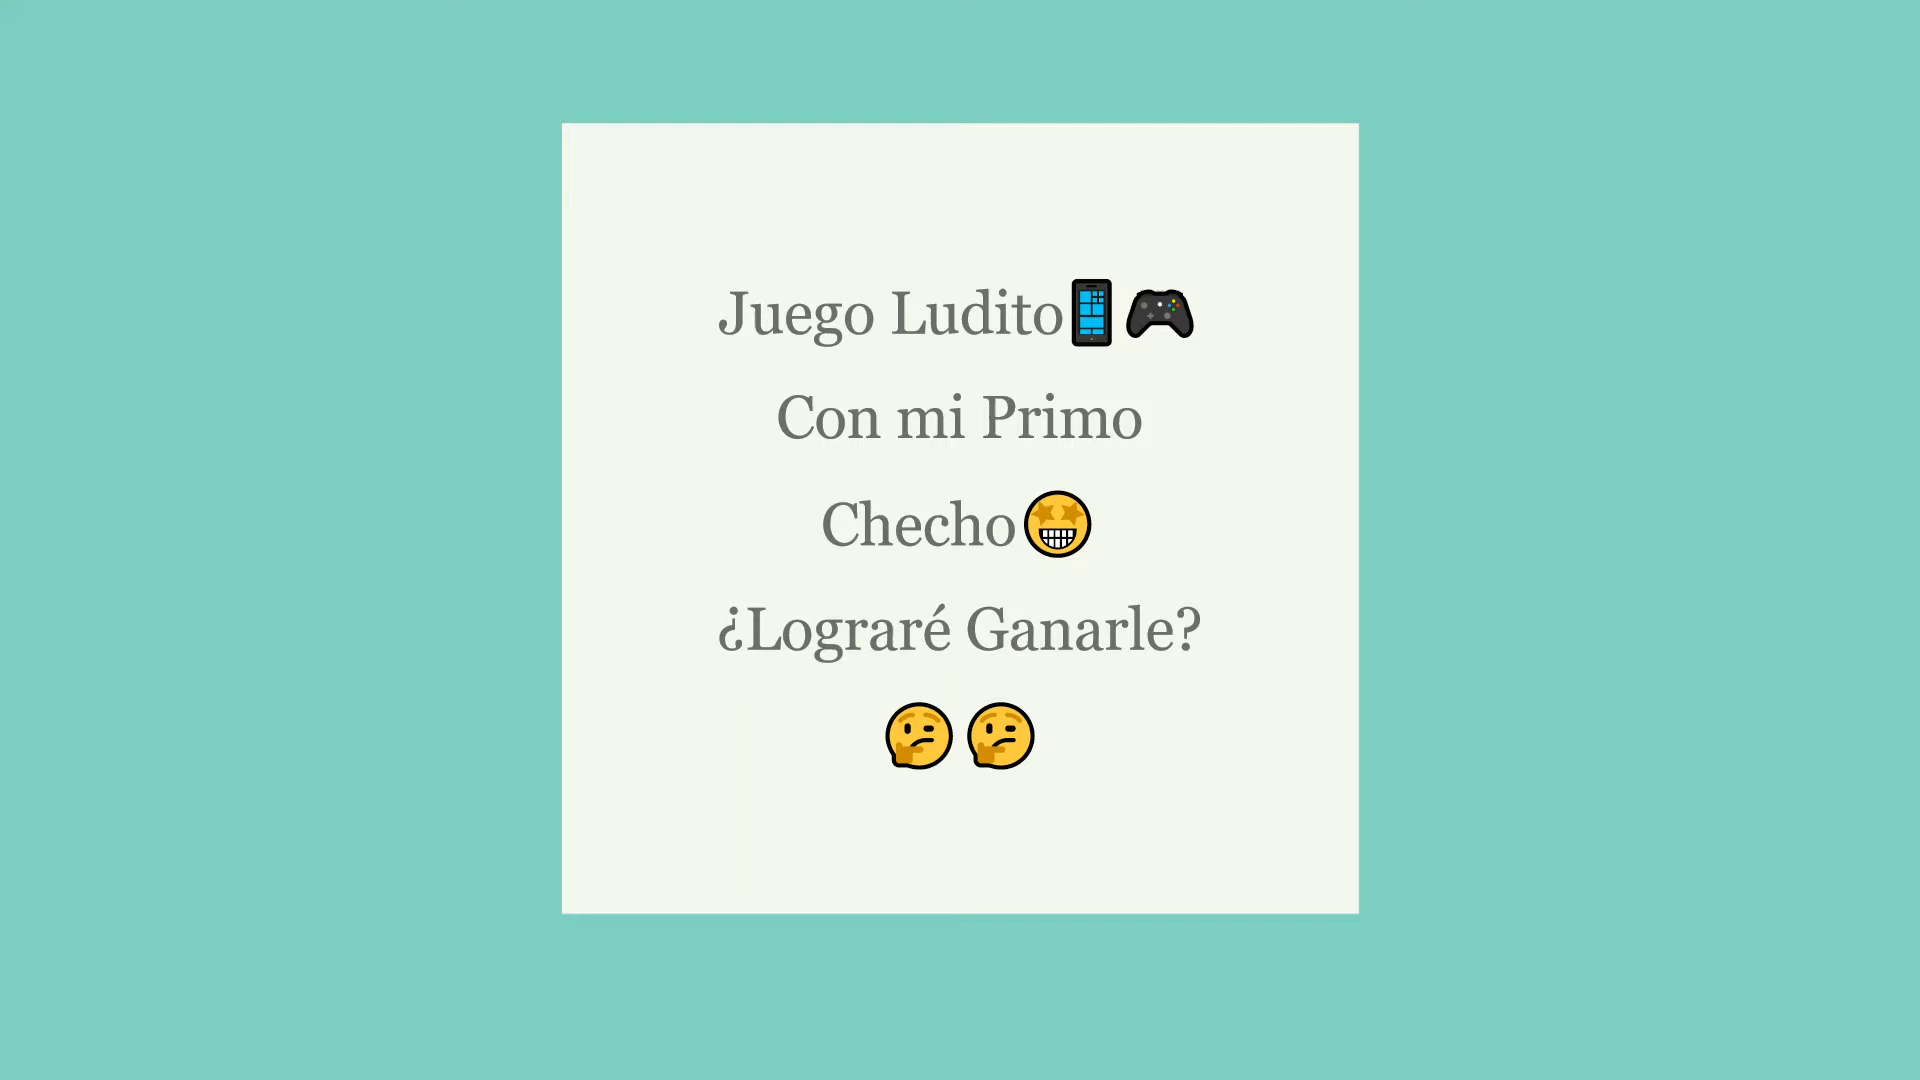 Juego Ludito📱🎮
Con mi Primo
Checho🤩
¿Lograré Ganarle?
🤔🤔